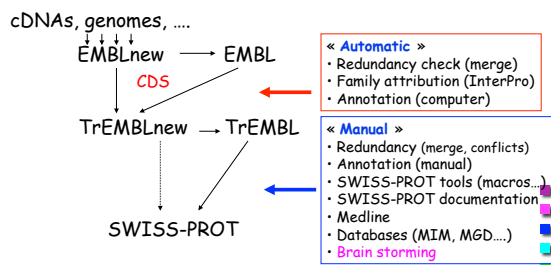 cDNAs, genomes, ….
EMBLnew
EMBL
CDS
TrEMBLnew
TrEMBL
SWISS-PROT
« Automatic »
· Redundancy check (merge)
· Family attribution (InterPro)
· Annotation (computer)
« Manual »
· Redundancy (merge, conflicts)
· Annotation (manual)
· SWISS-PROT tools (macros…)
· SWISS-PROT documentation
· Medline
· Databases (MIM, MGD….)
· Brain storming